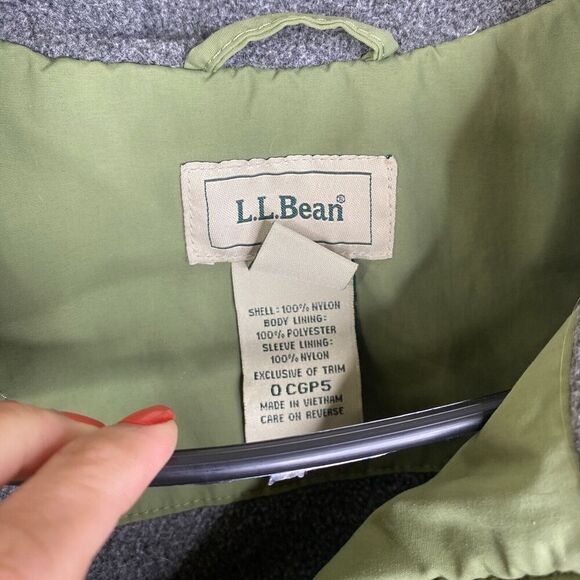 L.L.Bean®
SHELL: 100% NYLON
BODY LINING:
100% POLYESTER
SLEEVE LINING:
100% NYLON
EXCLUSIVE OF TRIM
0 CGP5
MADE IN VIETNAM
CARE ON REVERSE